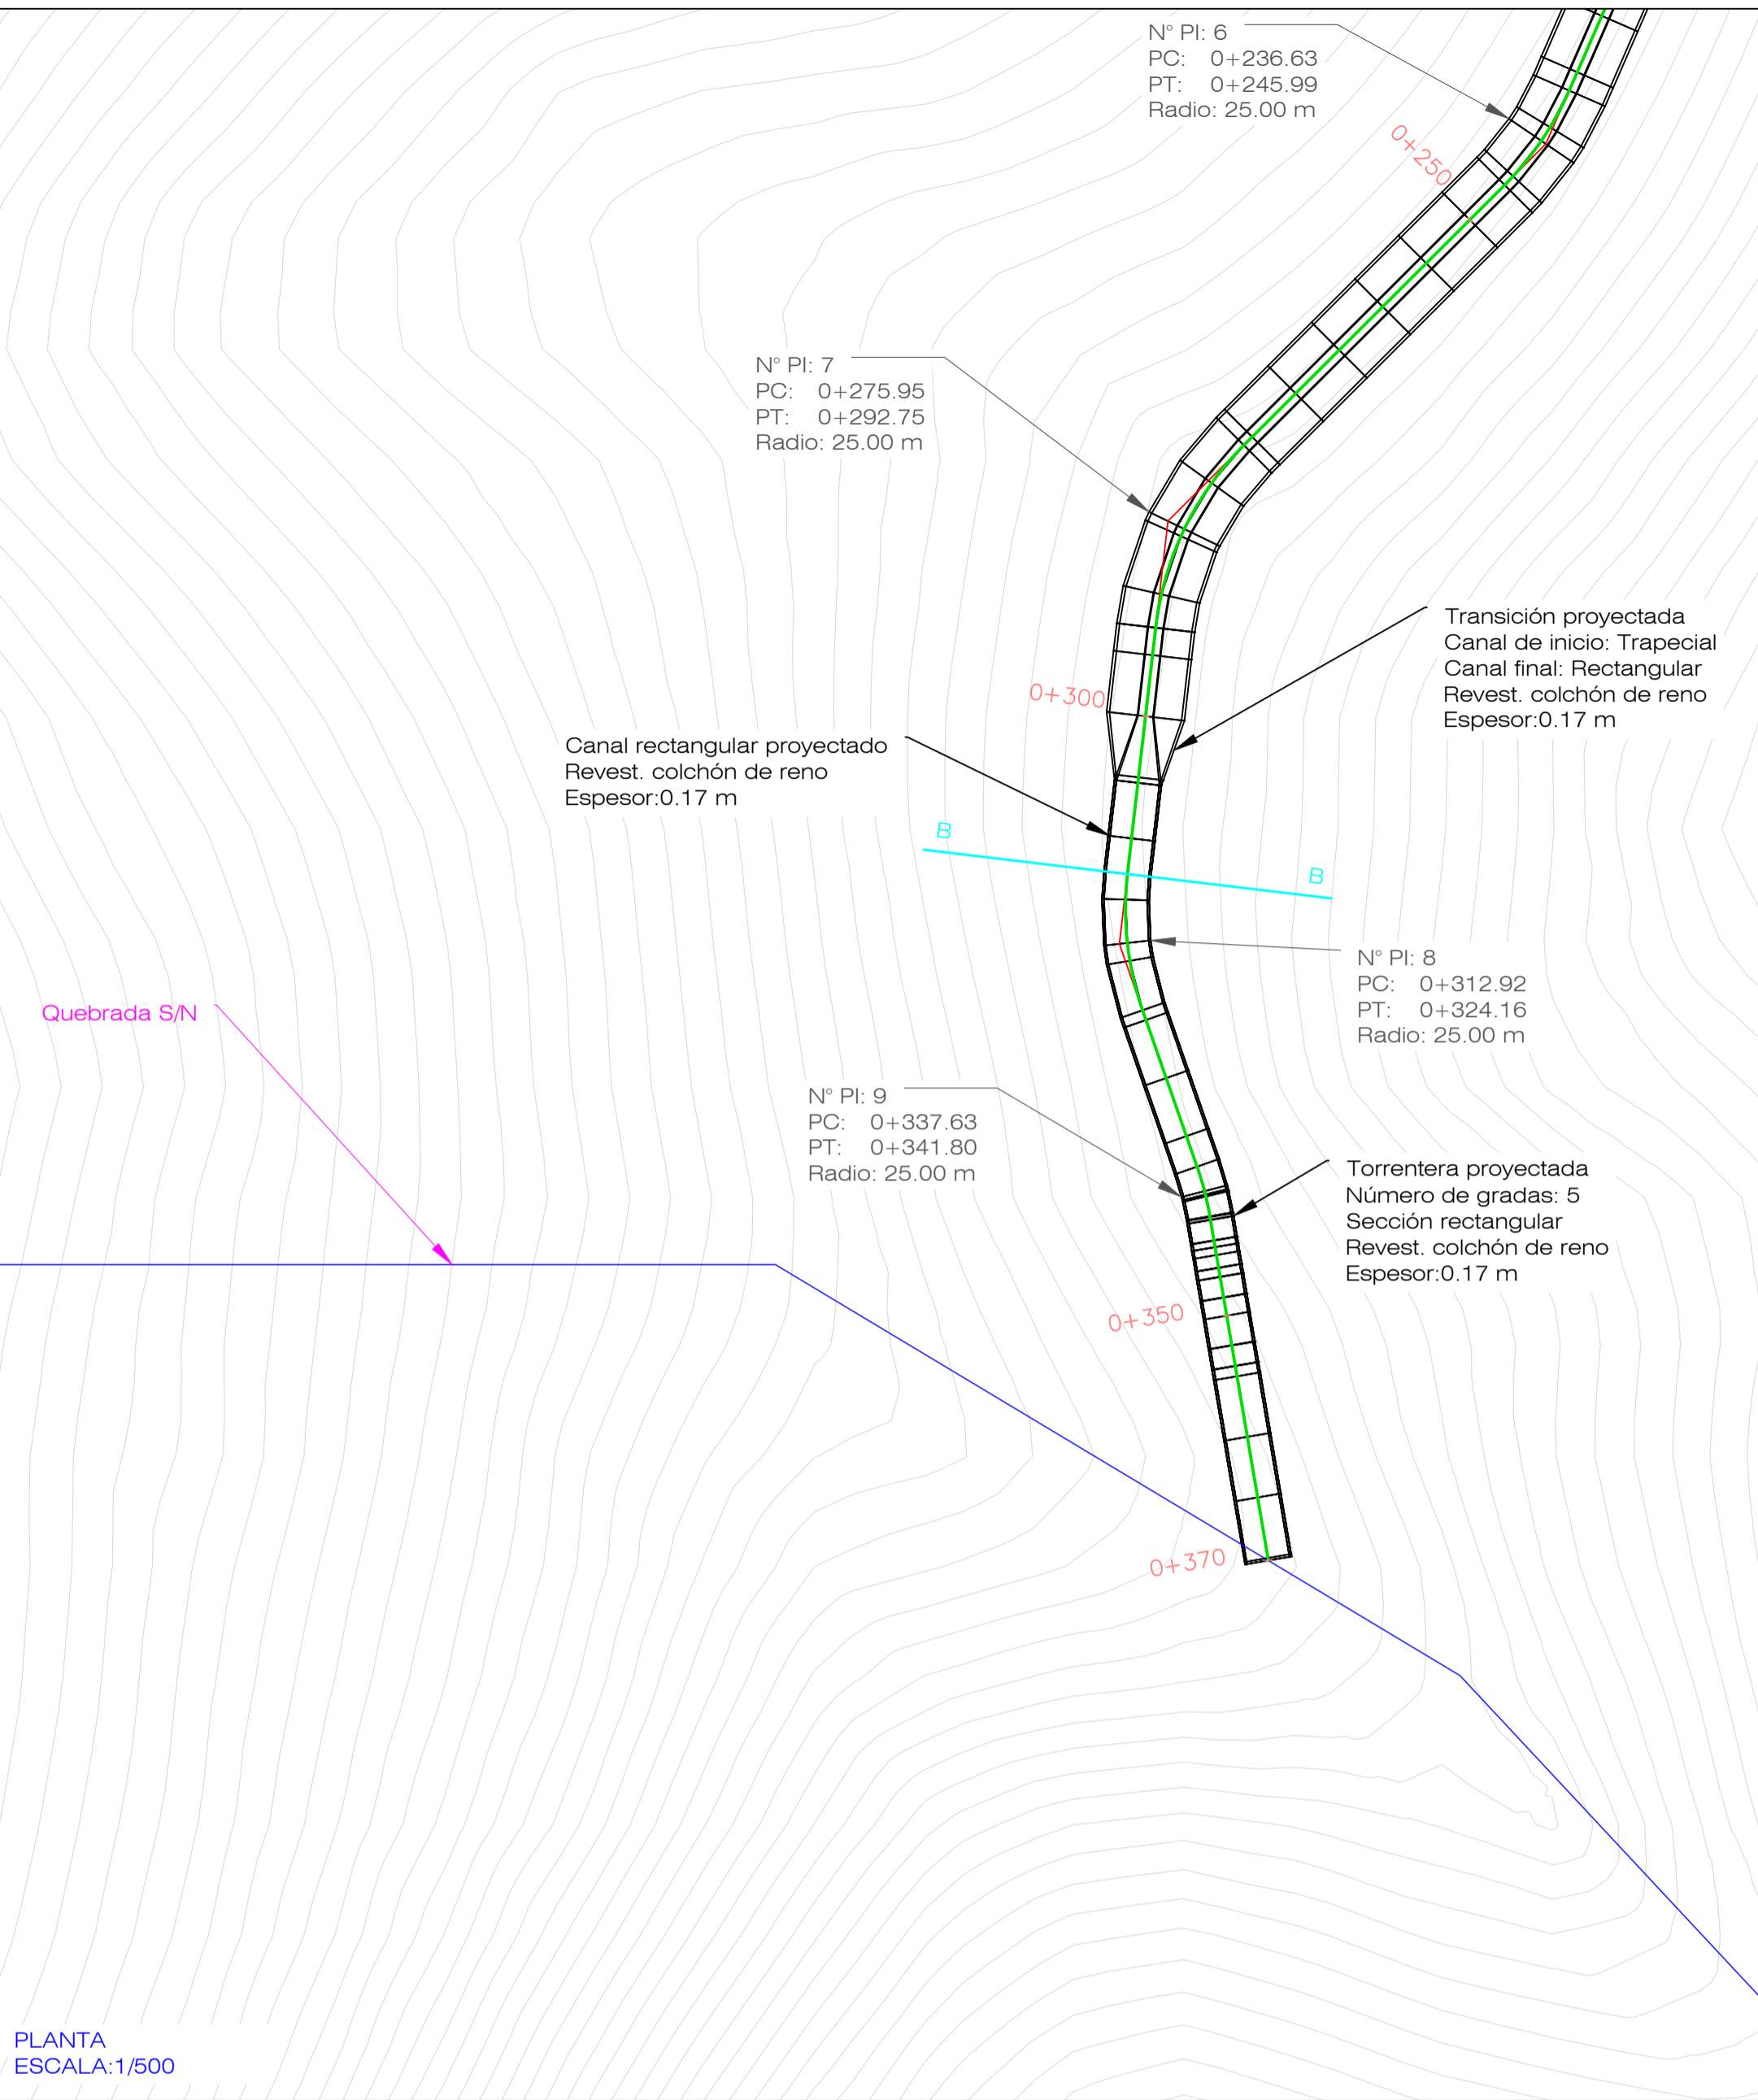 N° PI: 6
PC: 0+236.63
PT: 0+245.99
Radio: 25.00 m
0+250
N° PI: 7
PC: 0+275.95
PT: 0+292.75
Radio: 25.00 m
Transición proyectada
Canal de inicio: Trapecial
Canal final: Rectangular
Revest. colchón de reno
Espesor:0.17 m
0+300
Canal rectangular proyectado
Revest. colchón de reno
Espesor:0.17 m
B
B
N° PI: 8
PC: 0+312.92
PT: 0+324.16
Radio: 25.00 m
Quebrada S/N
N° PI: 9
PC: 0+337.63
PT: 0+341.80
Radio: 25.00 m
Torrentera proyectada
Número de gradas: 5
Sección rectangular
Revest. colchón de reno
Espesor:0.17 m
0+350
0+370
PLANTA
ESCALA:1/500